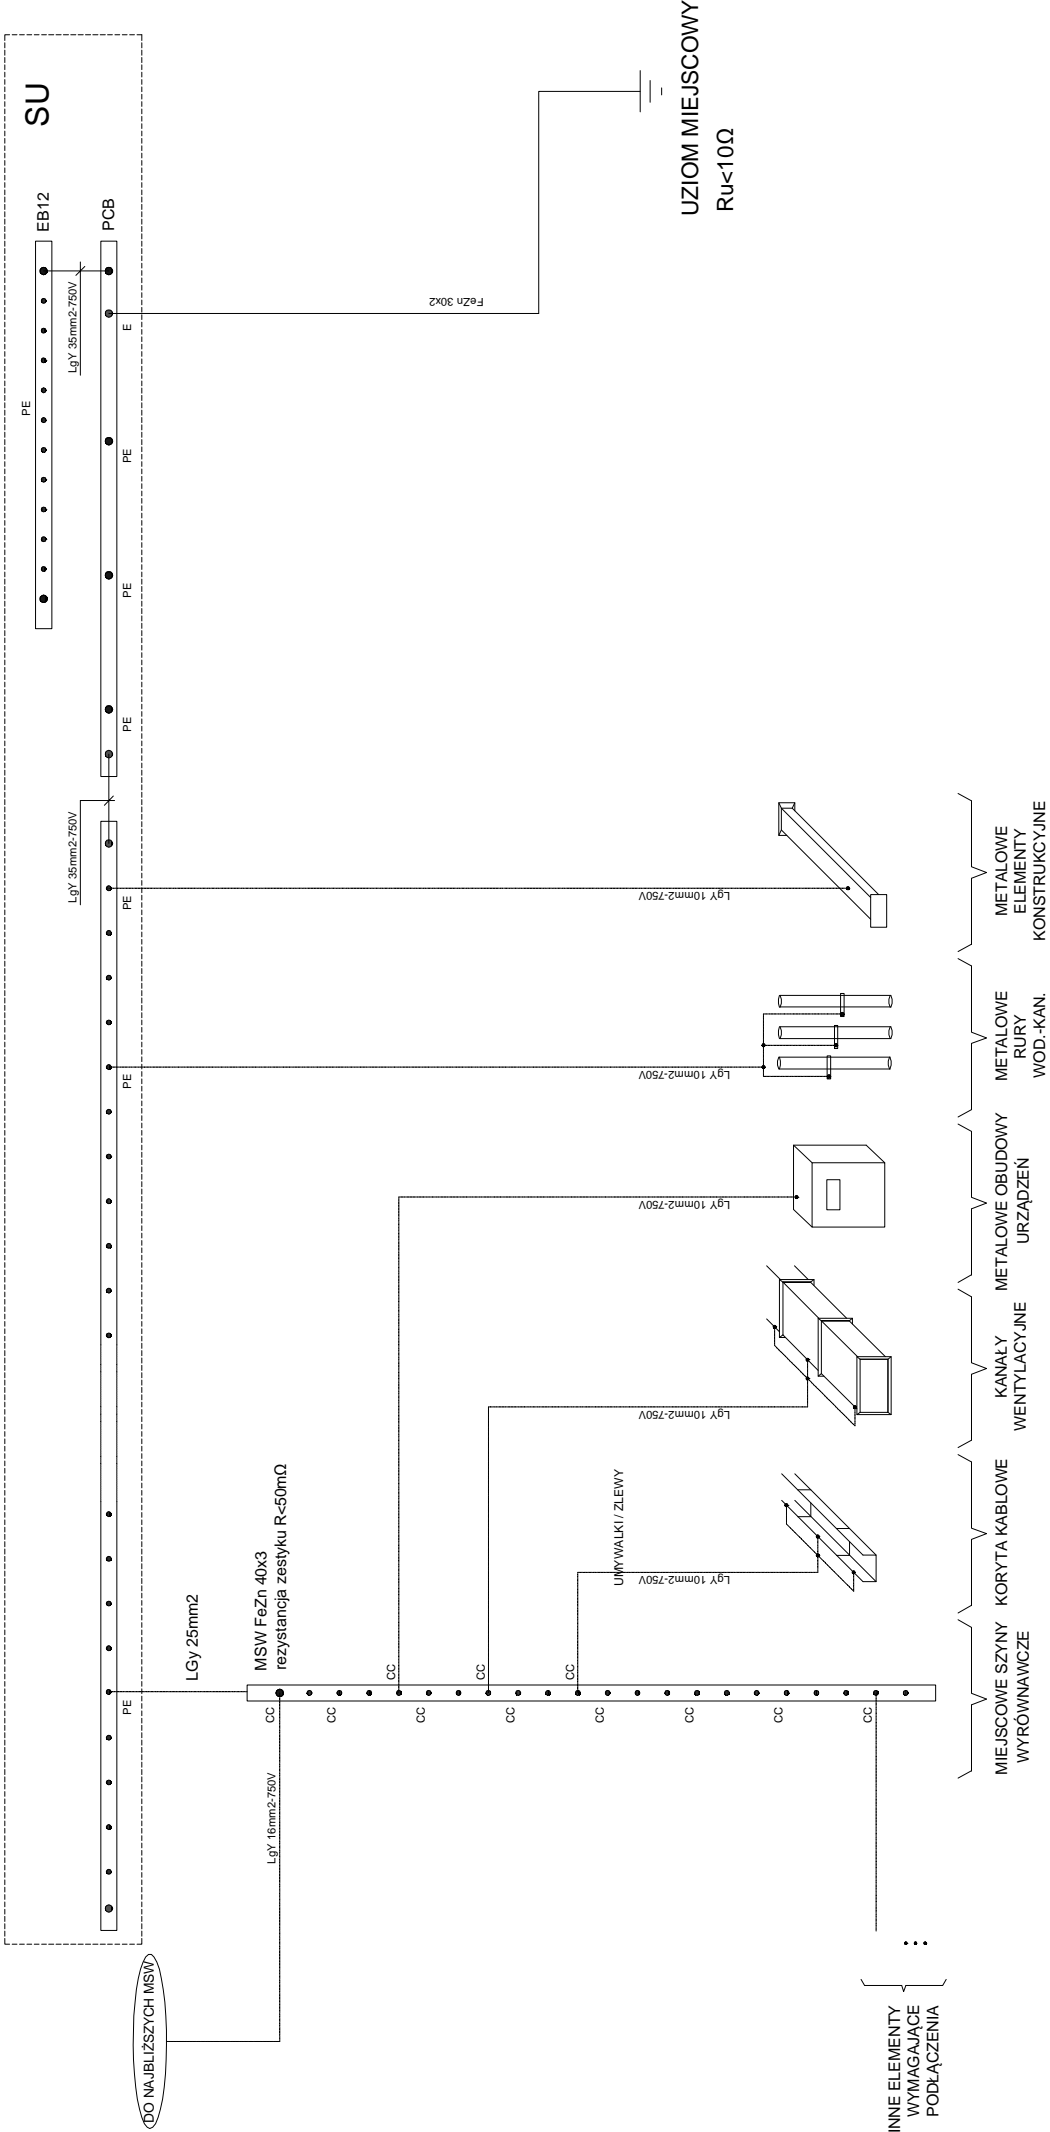 SU
EB12
PE
LgY 35mm2-750V
PCB
E
PE
PE
PE
FeZn 30x2
UZIOM MIEJSCOWY
Ru<10Ω
LgY 35mm2-750V
PE
PE
PE
LgY 10mm2-750V
LgY 10mm2-750V
LgY 10mm2-750V
LgY 10mm2-750V
LgY 10mm2-750V
UMYWALKI / ZLEWY
LGy 25mm2
MSW FeZn 40x3
rezystancja zestyku R<50mΩ
CC
CC
CC
CC
CC
CC
CC
CC
CC
CC
CC
LgY 16mm2-750V
DO NAJBLIŻSZYCH MSW
INNE ELEMENTY
WYMAGAJĄCE
PODŁĄCZENIA
MIEJSCOWE SZYNY
WYRÓWNAWCZE
KORYTA KABLOWE
KANAŁY
WENTYLACYJNE
METALOWE OBUDOWY
URZĄDZEŃ
METALOWE
RURY
WOD.-KAN.
METALOWE
ELEMENTY
KONSTRUKCYJNE